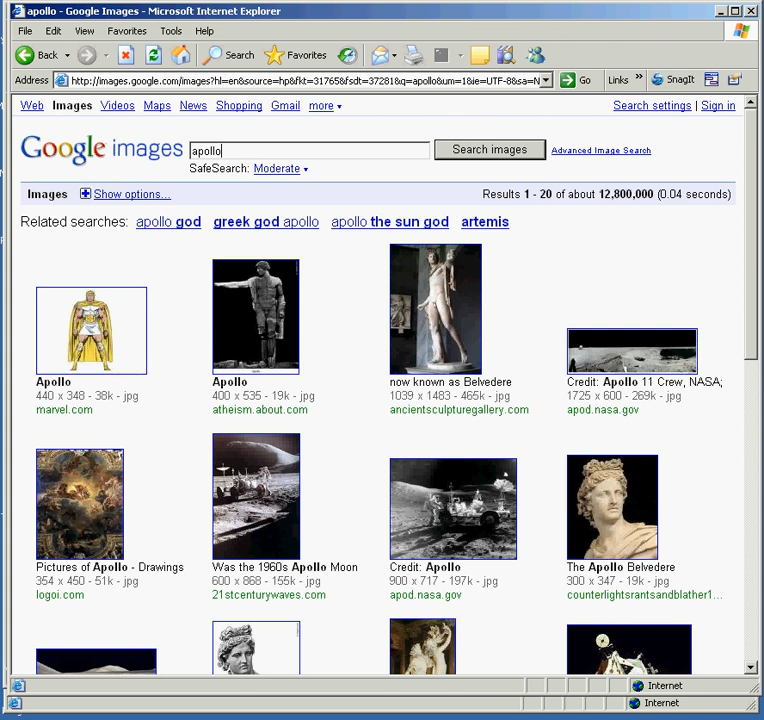 apollo - Google Images - Microsoft Internet Explorer
File Edit View Favorites Tools Help
Back Search Favorites
Address http://images.google.com/images?hl=en&source=hp&fkt=31765&fsdt=37281&q=apollo&um=1&ie=UTF-8&sa=N Go Links » SnagIt
Web Images Videos Maps News Shopping Gmail more Search settings | Sign in
Google images apollo Search images Advanced Image Search
SafeSearch: Moderate
Images Show options... Results 1 - 20 of about 12,800,000 (0.04 seconds)
Related searches: apollo god greek god apollo apollo the sun god artemis
Apollo Apollo now known as Belvedere Credit: Apollo 11 Crew, NASA;
440 x 348 - 38k - jpg 400 x 535 - 19k - jpg 1039 x 1483 - 465k - jpg 1725 x 600 - 269k - jpg
marvel.com atheism.about.com ancientsculpturegallery.com apod.nasa.gov
Pictures of Apollo - Drawings Was the 1960s Apollo Moon Credit: Apollo The Apollo Belvedere
354 x 450 - 51k - jpg 600 x 868 - 155k - jpg 900 x 717 - 197k - jpg 300 x 347 - 19k - jpg
logoi.com 21stcenturywaves.com apod.nasa.gov counterlightsrantsandblather1...
Internet
Internet